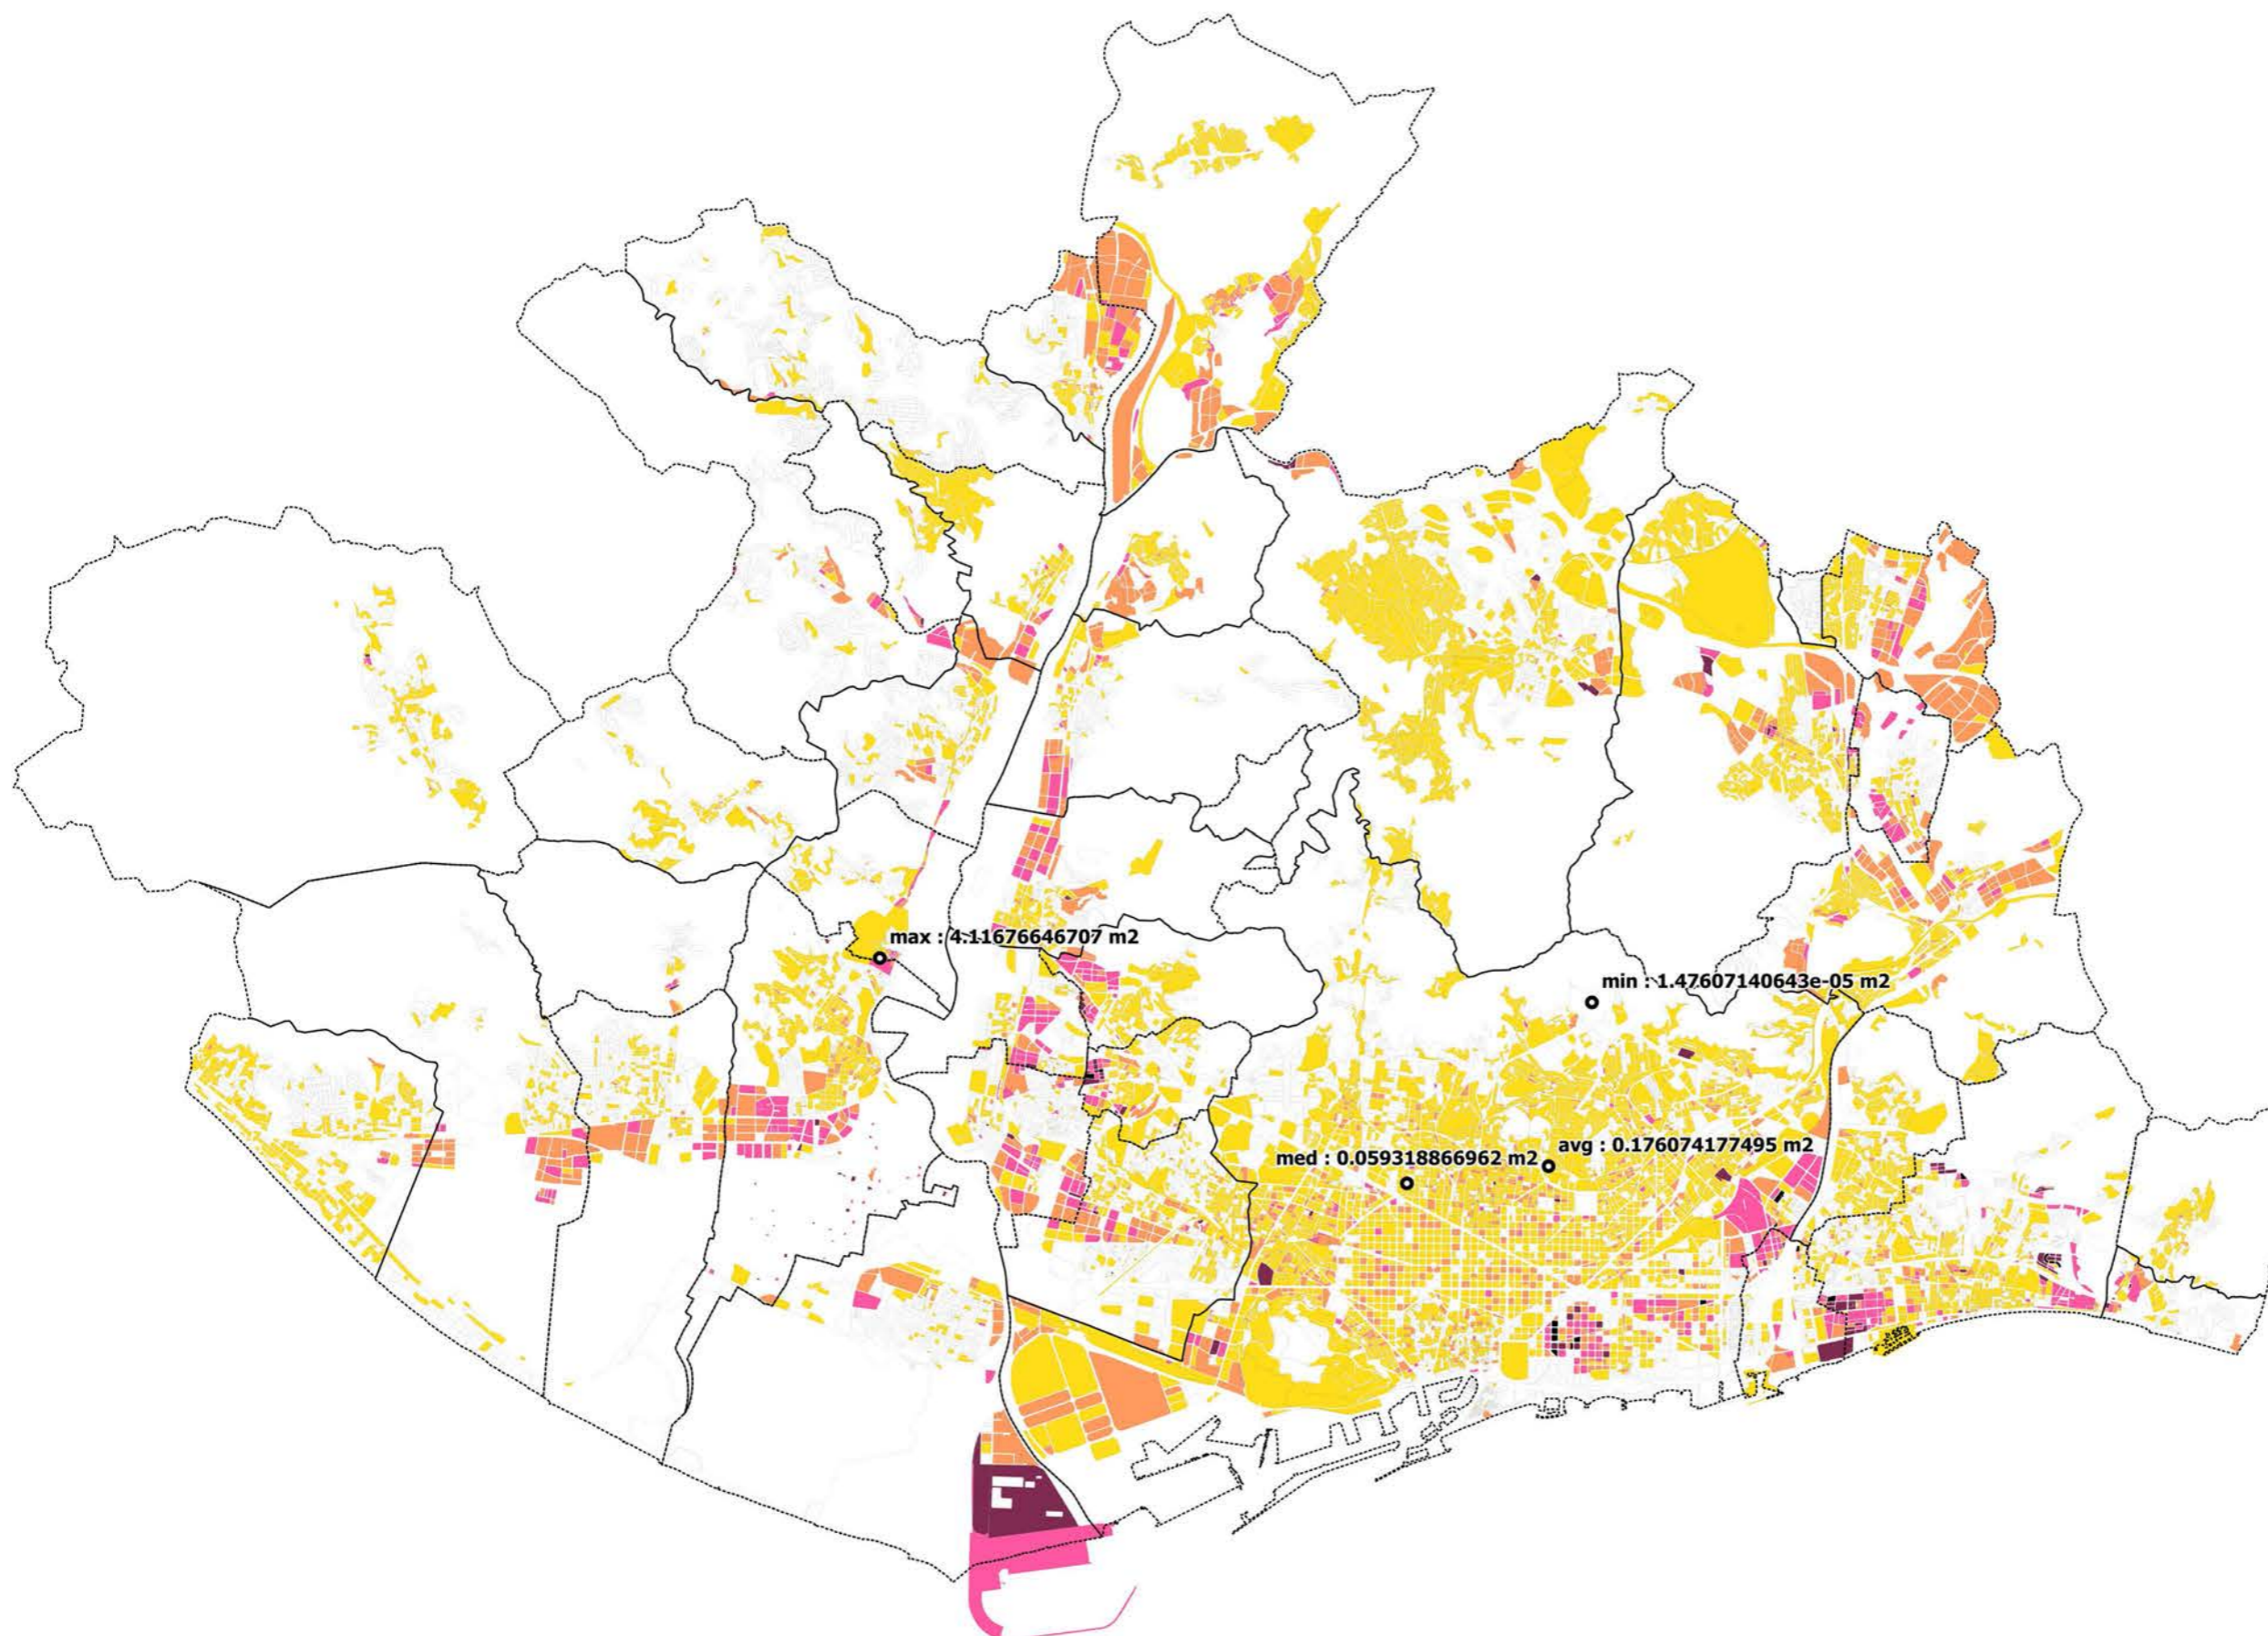 max : 4.11676646707 m2
min : 1.47607140643e-05 m2
avg : 0.176074177495 m2
med : 0.059318866962 m2